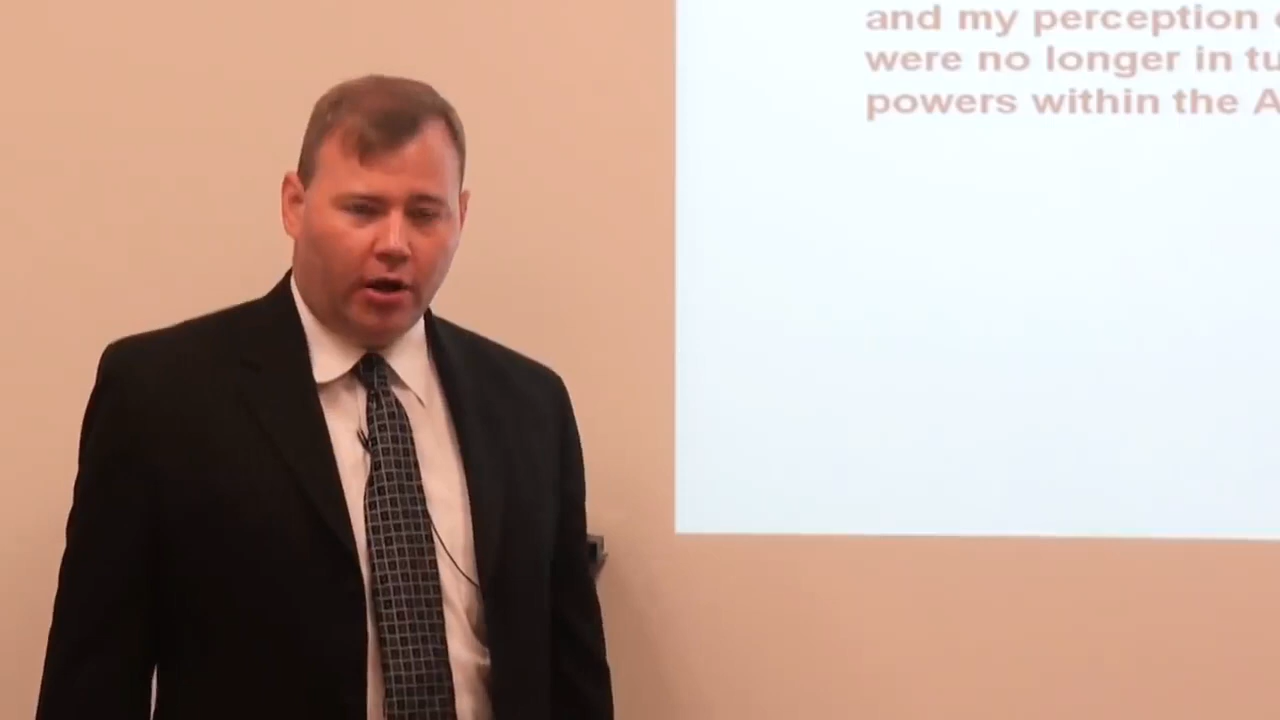 and my perception
were no longer in
powers within the